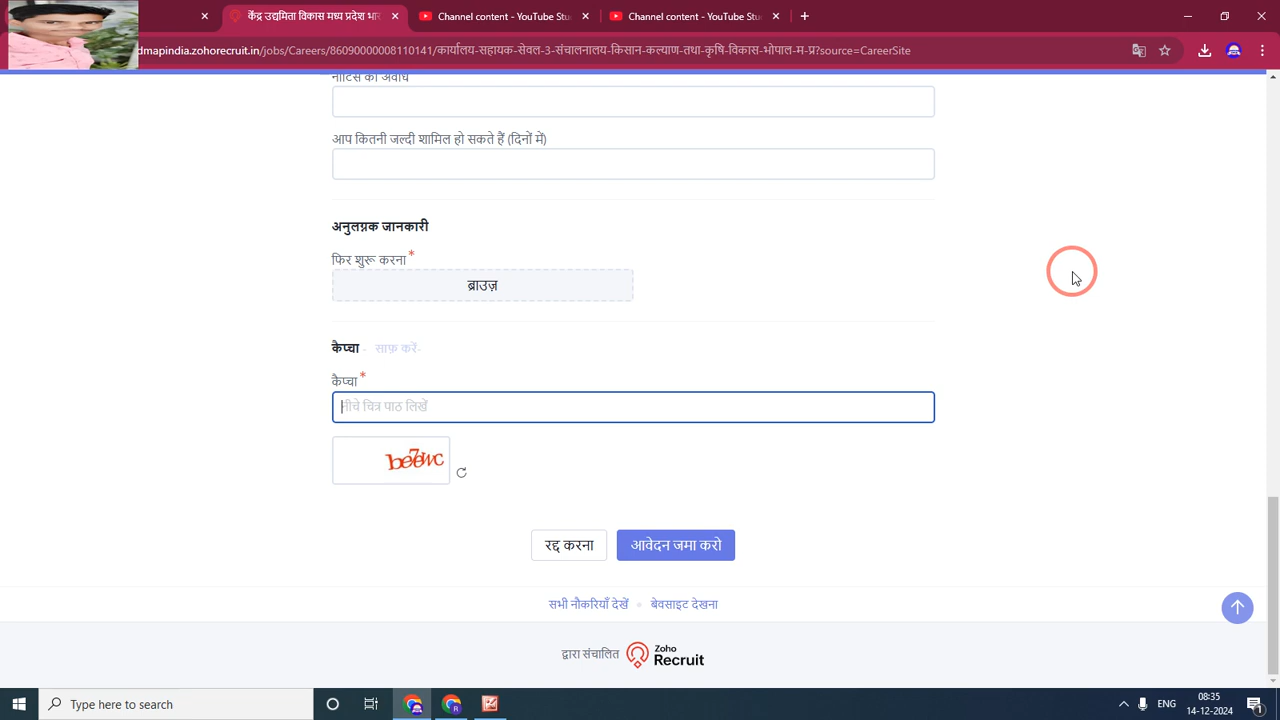 केंद्र उद्यमिता विकास मध्य प्रदेश भार
Channel content - YouTube Stu
Channel content - YouTube Stu
dmapindia.zohorecruit.in/jobs/Careers/86090000008110141/कार्यालय-सहायक-सेवल-3-संचालनालय-किसान-कल्याण-तथा-कृषि-विकास-भोपाल-म-प्र?source=CareerSite
नोटिस की अवधि
आप कितनी जल्दी शामिल हो सकते हैं (दिनों में)
अनुलग्नक जानकारी
फिर शुरू करना*
ब्राउज़
कैप्चा - साफ़ करें-
कैप्चा *
नीचे चित्र पाठ लिखें
रद्द करना
आवेदन जमा करो
सभी नौकरियाँ देखें • बेवसाइट देखना
द्वारा संचालित Zoho Recruit
Type here to search
ENG
08:35
14-12-2024